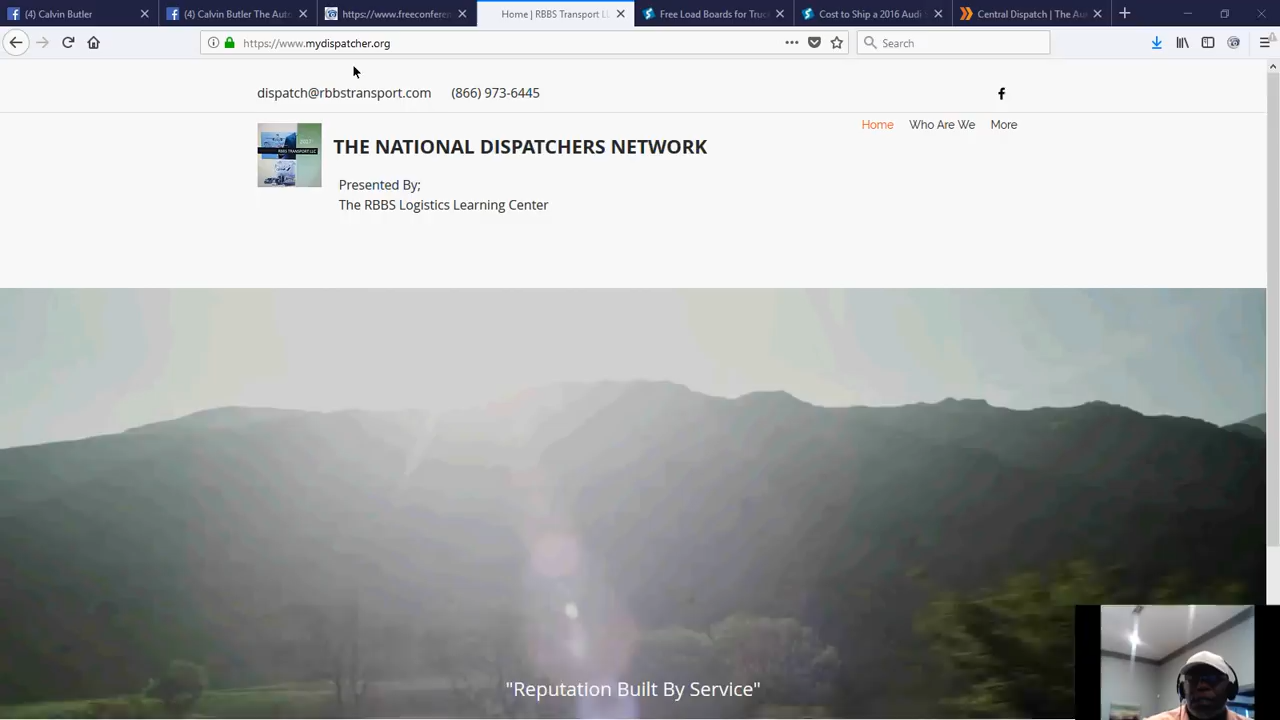 (4) Calvin Butler
(4) Calvin Butler The Auto
https://www.freeconferen
Home | RBBS Transport LL
Free Load Boards for Truc
Cost to Ship a 2016 Audi
Central Dispatch | The Au
https://www.mydispatcher.org
Search
dispatch@rbbstransport.com (866) 973-6445
Home Who Are We More
THE NATIONAL DISPATCHERS NETWORK
Presented By;
The RBBS Logistics Learning Center
"Reputation Built By Service"